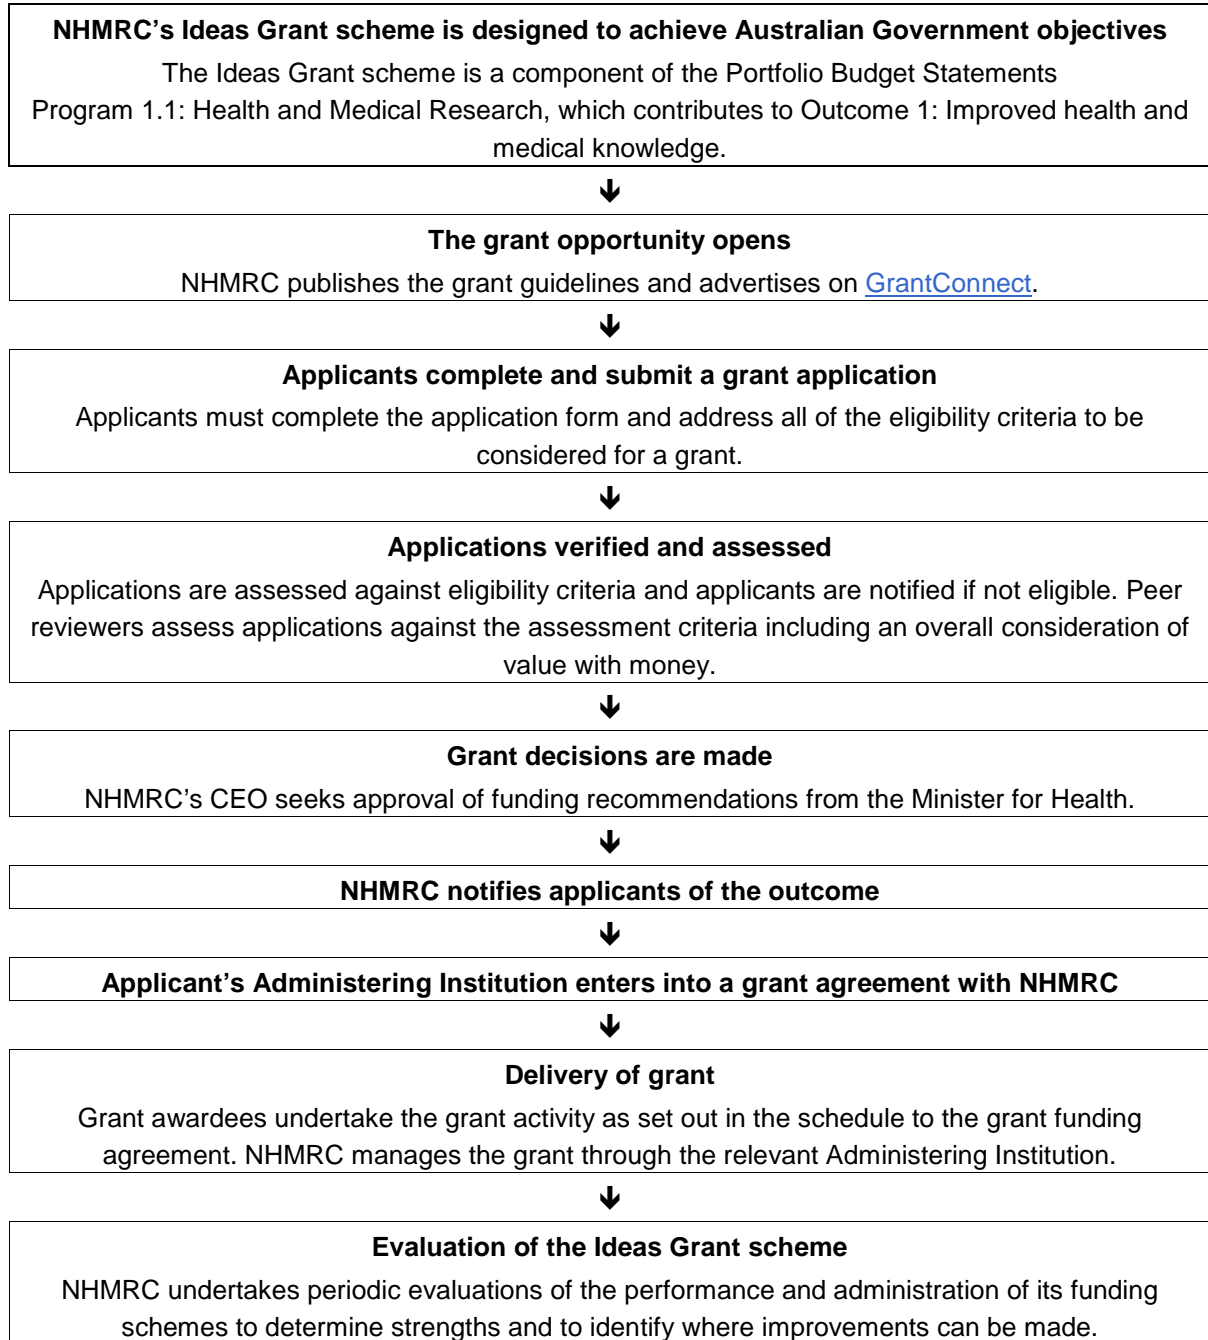 NHMRC’s Ideas Grant scheme is designed to achieve Australian Government objectives
The Ideas Grant scheme is a component of the Portfolio Budget Statements
Program 1.1: Health and Medical Research, which contributes to Outcome 1: Improved health and
medical knowledge.
The grant opportunity opens
NHMRC publishes the grant guidelines and advertises on GrantConnect.
Applicants complete and submit a grant application
Applicants must complete the application form and address all of the eligibility criteria to be
considered for a grant.
Applications verified and assessed
Applications are assessed against eligibility criteria and applicants are notified if not eligible. Peer
reviewers assess applications against the assessment criteria including an overall consideration of
value with money.
Grant decisions are made
NHMRC’s CEO seeks approval of funding recommendations from the Minister for Health.
NHMRC notifies applicants of the outcome
Applicant’s Administering Institution enters into a grant agreement with NHMRC
Delivery of grant
Grant awardees undertake the grant activity as set out in the schedule to the grant funding
agreement. NHMRC manages the grant through the relevant Administering Institution.
Evaluation of the Ideas Grant scheme
NHMRC undertakes periodic evaluations of the performance and administration of its funding
schemes to determine strengths and to identify where improvements can be made.